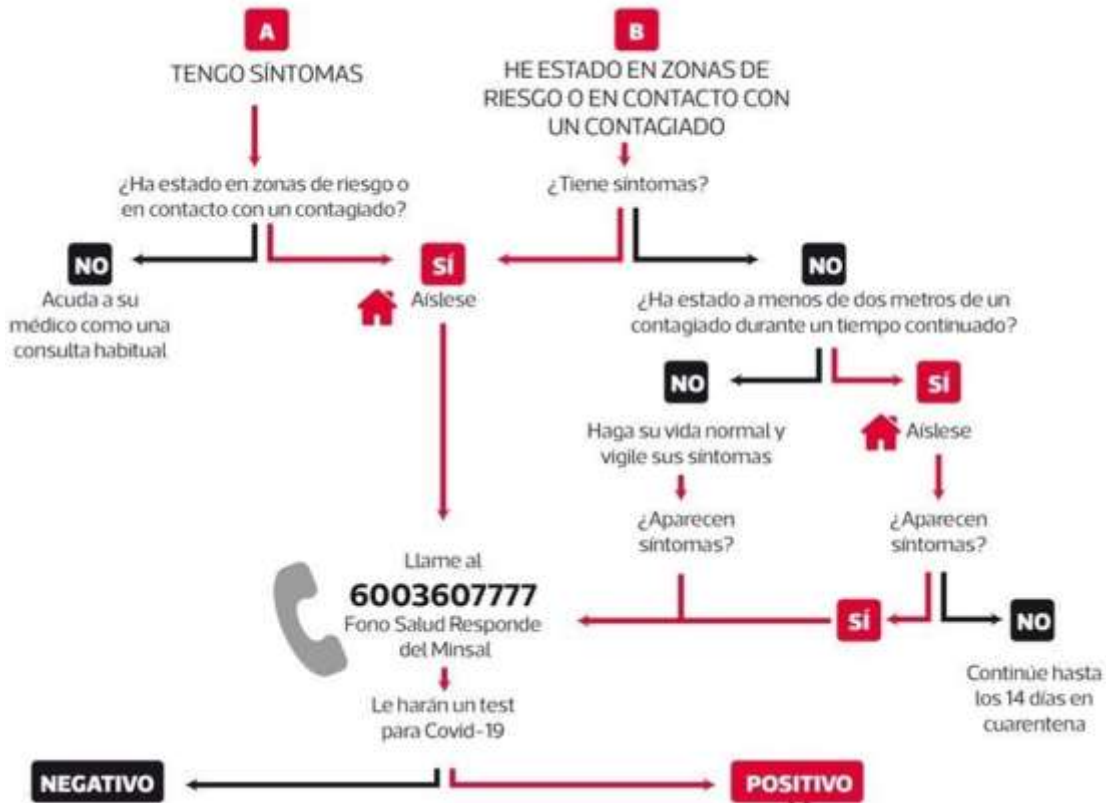 A
TENGO SÍNTOMAS
B
HE ESTADO EN ZONAS DE
RIESGO O EN CONTACTO CON
UN CONTAGIADO
¿Ha estado en zonas de riesgo o
en contacto con un contagiado?
¿Tiene síntomas?
NO
Acuda a su
médico como una
consulta habitual
SÍ
Aíslese
NO
¿Ha estado a menos de dos metros de un
contagiado durante un tiempo continuado?
NO
Haga su vida normal y
vigile sus síntomas
SÍ
Aíslese
¿Aparecen
síntomas?
¿Aparecen
síntomas?
SÍ
NO
Continúe hasta
los 14 días en
cuarentena
Llame al
6003607777
Fono Salud Responde
del Minsal
Le harán un test
para Covid-19
NEGATIVO
POSITIVO